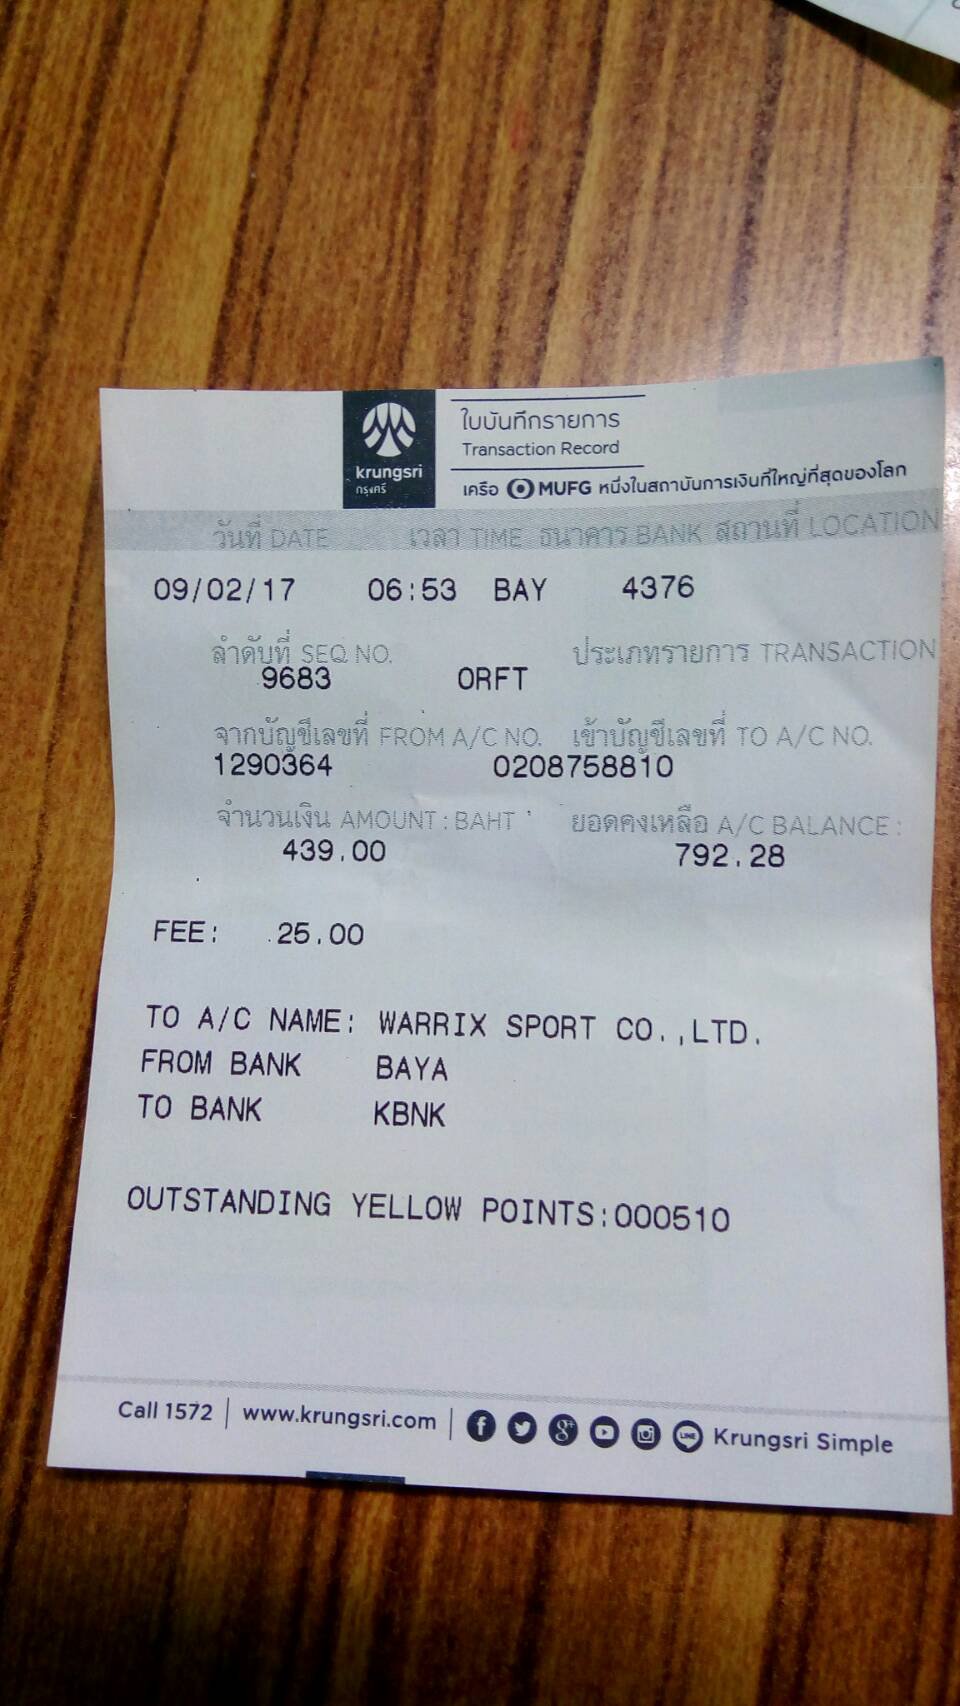 krungsri
กรุงศรี
ใบบันทึกรายการ
Transaction Record
เครือ MUFG หนึ่งในสถาบันการเงินที่ใหญ่ที่สุดของโลก
วันที่ DATE เวลา TIME ธนาคาร BANK สถานที่ LOCATION
09/02/17 06:53 BAY 4376
ลำดับที่ SEQ NO. ประเภทรายการ TRANSACTION
9683 ORFT
จากบัญชีเลขที่ FROM A/C NO. เข้าบัญชีเลขที่ TO A/C NO.
1290364 0208758810
จำนวนเงิน AMOUNT : BAHT ยอดคงเหลือ A/C BALANCE :
439.00 792.28
FEE: 25.00
TO A/C NAME: WARRIX SPORT CO.,LTD.
FROM BANK BAYA
TO BANK KBNK
OUTSTANDING YELLOW POINTS:000510
Call 1572 | www.krungsri.com | Krungsri Simple